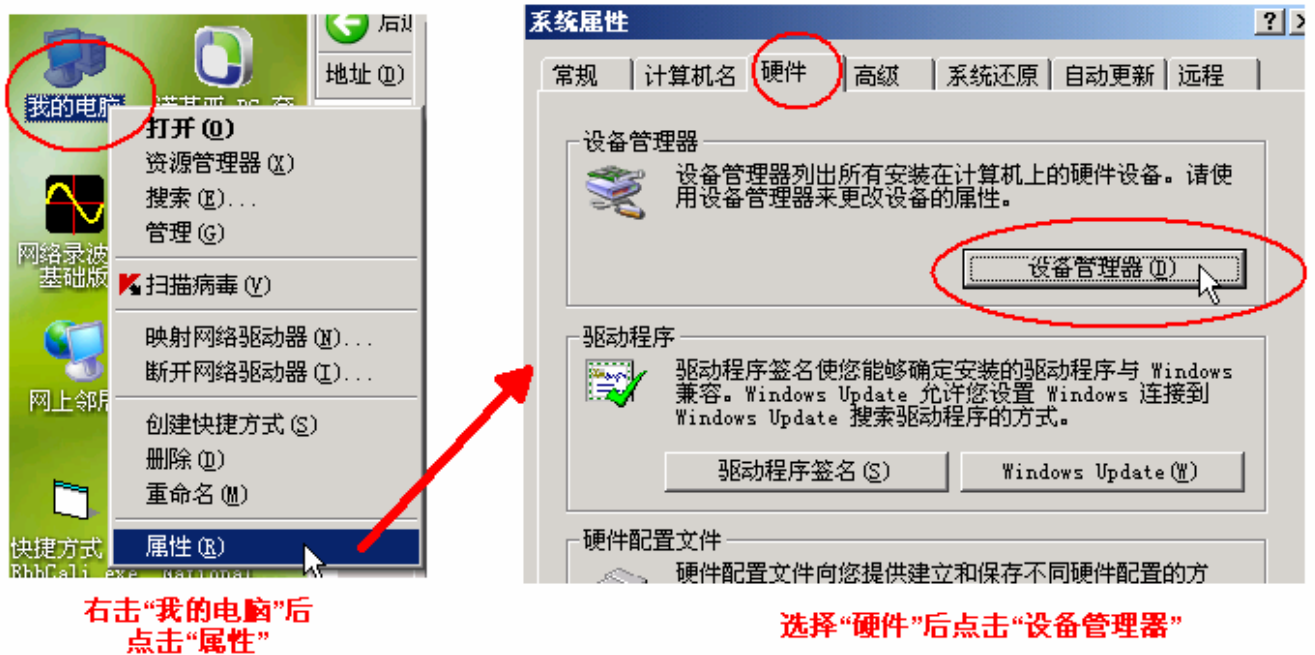 后退
地址(D)
我的电脑
诺基亚 PC 套
打开(O)
资源管理器(X)
搜索(E)...
管理(G)
网络录波
基础版
扫描病毒(V)
映射网络驱动器(N)...
断开网络驱动器(I)...
网上邻居
创建快捷方式(S)
删除(D)
重命名(M)
快捷方式
RhhCali.exe
National
属性(R)
右击“我的电脑”后
点击“属性”
系统属性
常规 计算机名 硬件 高级 系统还原 自动更新 远程
设备管理器
设备管理器列出所有安装在计算机上的硬件设备。请使
用设备管理器来更改设备的属性。
设备管理器(D)
驱动程序
驱动程序签名使您能够确定安装的驱动程序与 Windows
兼容。Windows Update 允许您设置 Windows 连接到
Windows Update 搜索驱动程序的方式。
驱动程序签名(S)
Windows Update(W)
硬件配置文件
硬件配置文件向您提供建立和保存不同硬件配置的方
选择“硬件”后点击“设备管理器”